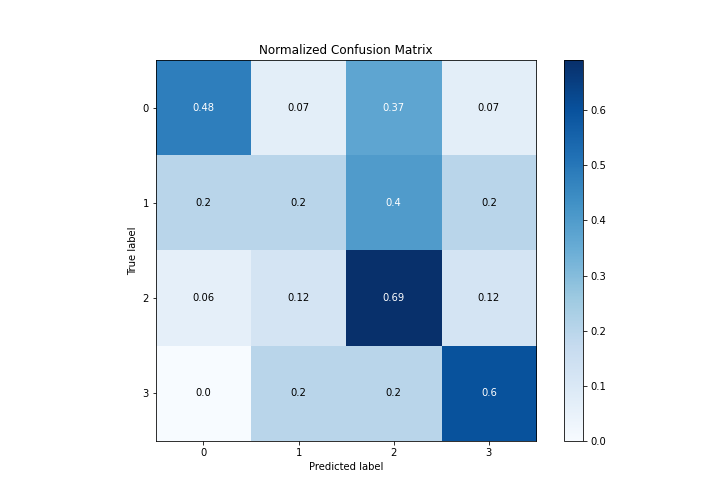 Normalized Confusion Matrix
0 0.48 0.07 0.37 0.07
1 0.2 0.2 0.4 0.2
2 0.06 0.12 0.69 0.12
3 0.0 0.2 0.2 0.6
0 1 2 3
True label
Predicted label
0.6
0.5
0.4
0.3
0.2
0.1
0.0